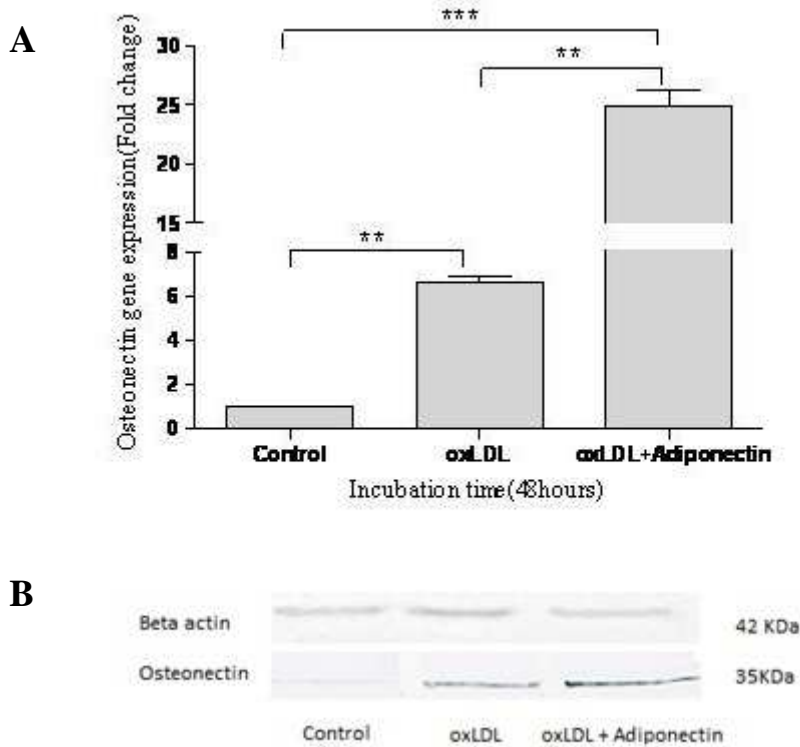 A
***
**
**
Osteonectin gene expression(Fold change)
30
25
20
15
8
6
4
2
0
Control oxLDL oxLDL+Adiponectin
Incubation time(48hours)
B
Beta actin 42 KDa
Osteonectin 35KDa
Control oxLDL oxLDL + Adiponectin